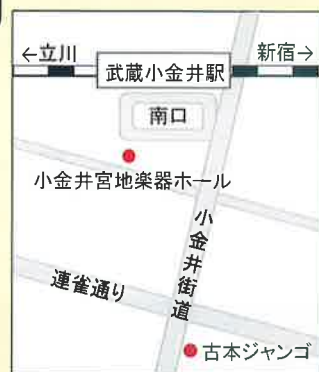 ←立川
武蔵小金井駅
新宿→
南口
小金井宮地楽器ホール
小金井街道
連雀通り
古本ジャンゴ